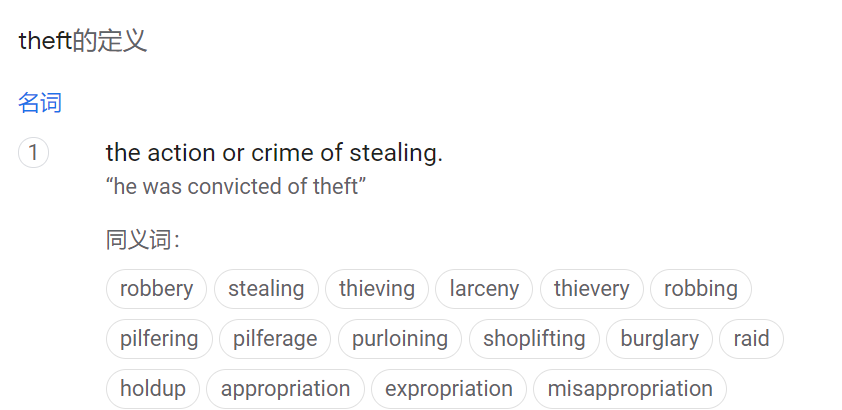 theft的定义
名词
1 the action or crime of stealing.
“he was convicted of theft”
同义词：
robbery stealing thieving larceny thievery robbing
pilfering pilferage purloining shoplifting burglary raid
holdup appropriation expropriation misappropriation